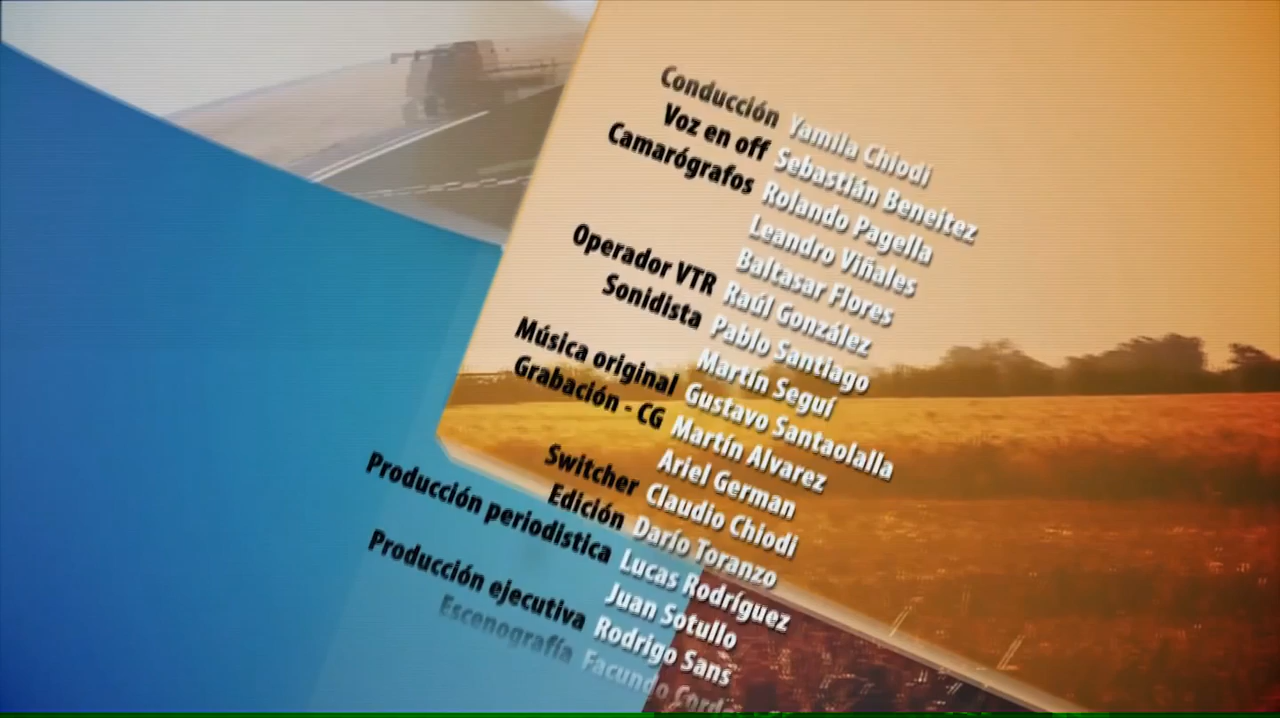 Conducción Yamila Chiodi
Voz en off Sebastián Beneitez
Camarógrafos Rolando Pagella
Leandro Viñales
Baltasar Flores
Operador VTR Raúl González
Sonidista Pablo Santiago
Martín Seguí
Música original Gustavo Santaolalla
Grabación - CG Martín Alvarez
Ariel German
Switcher Claudio Chiodi
Edición Darío Toranzo
Producción periodistica Lucas Rodríguez
Juan Sotullo
Producción ejecutiva Rodrigo Sans
Escenografía Facundo